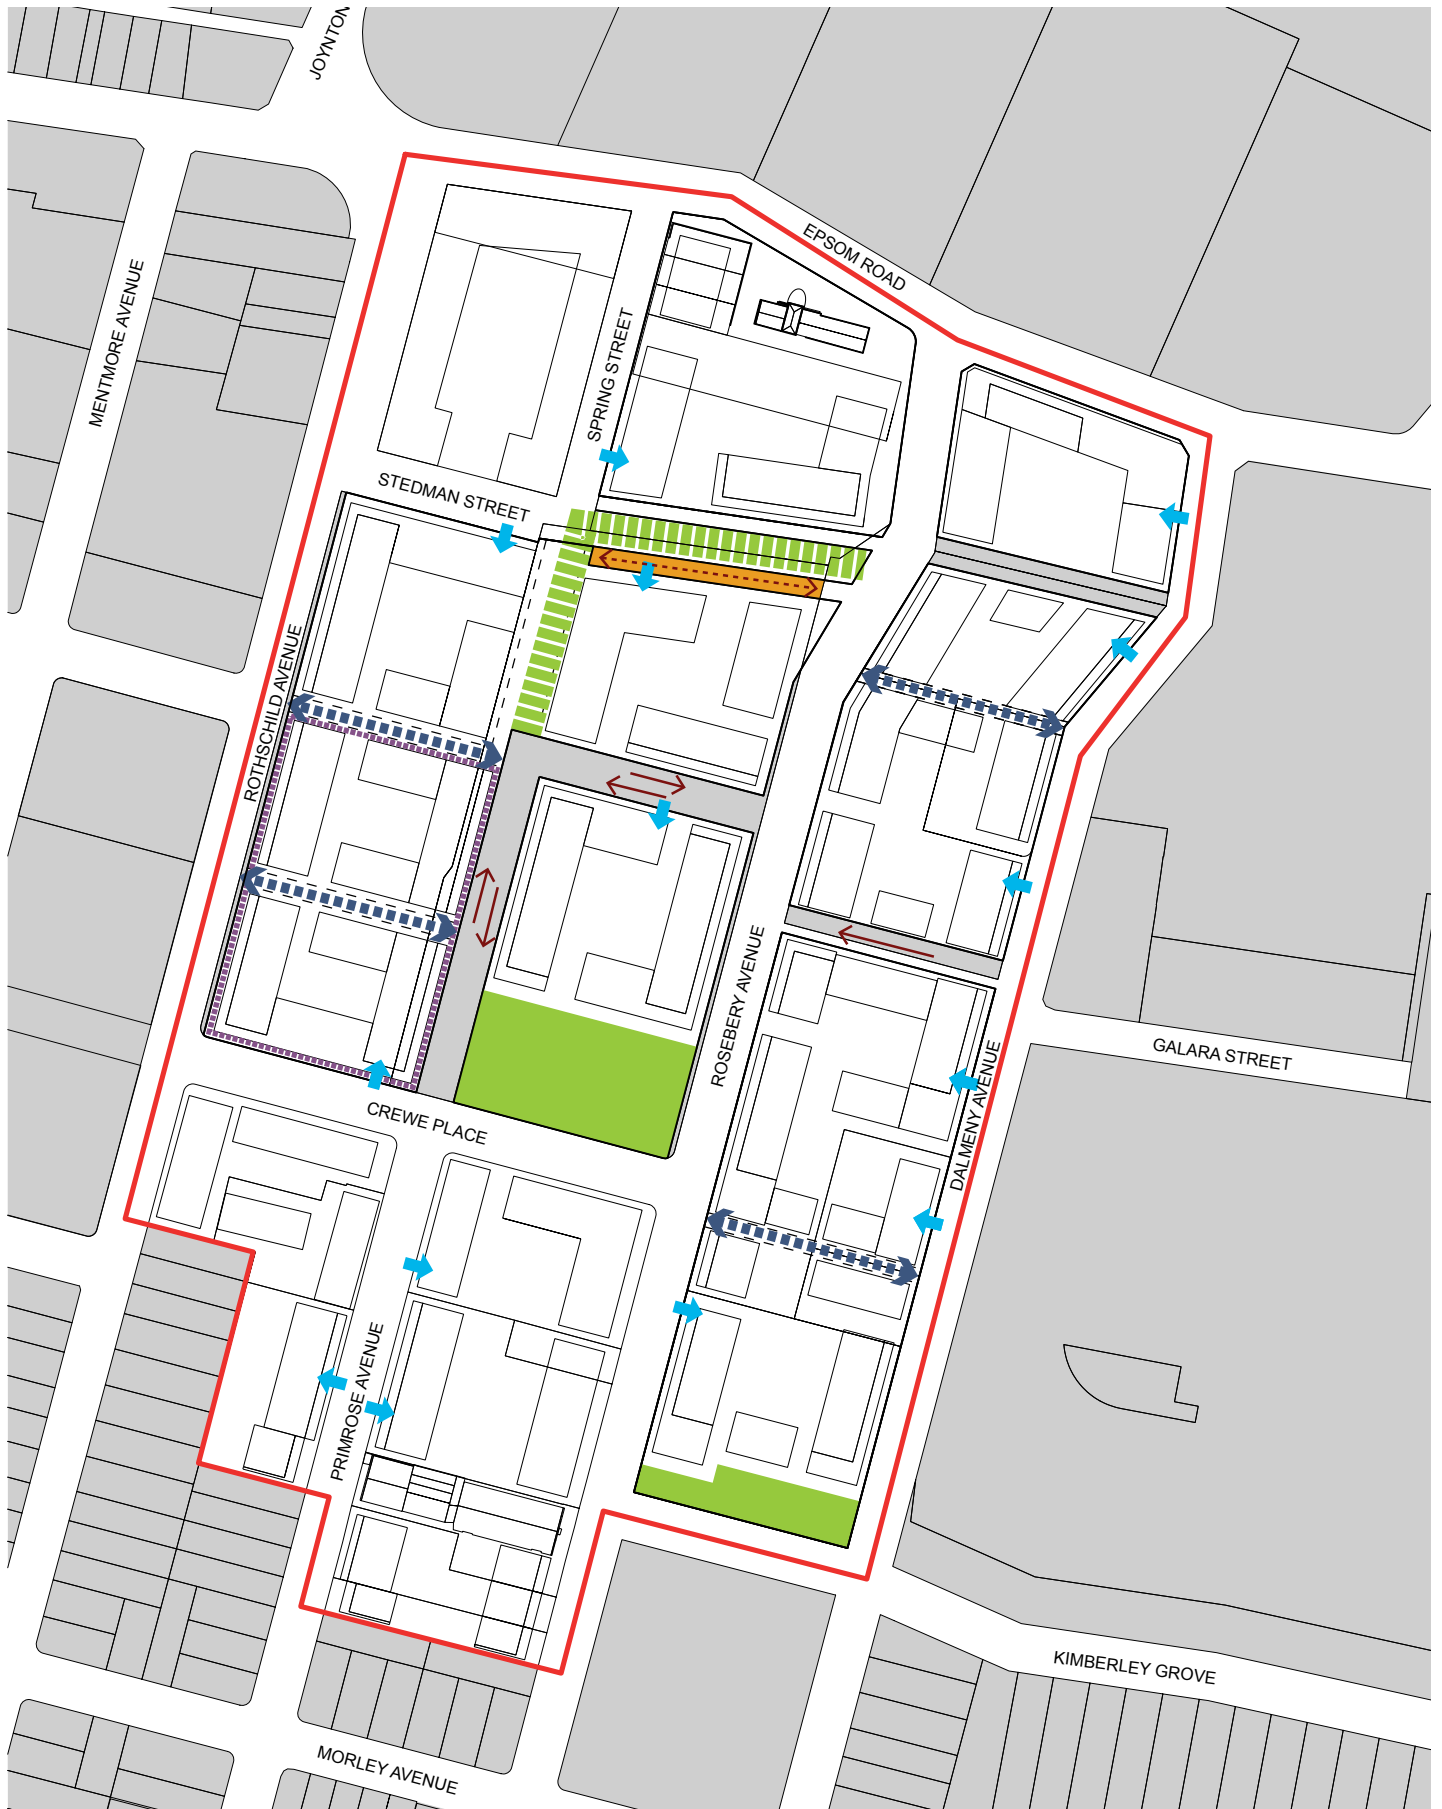 JOYNTON
EPSOM ROAD
MENTMORE AVENUE
SPRING STREET
STEDMAN STREET
ROTHSCHILD AVENUE
ROSEBERY AVENUE
GALARA STREET
DALMENY AVENUE
CREWE PLACE
PRIMROSE AVENUE
KIMBERLEY GROVE
MORLEY AVENUE